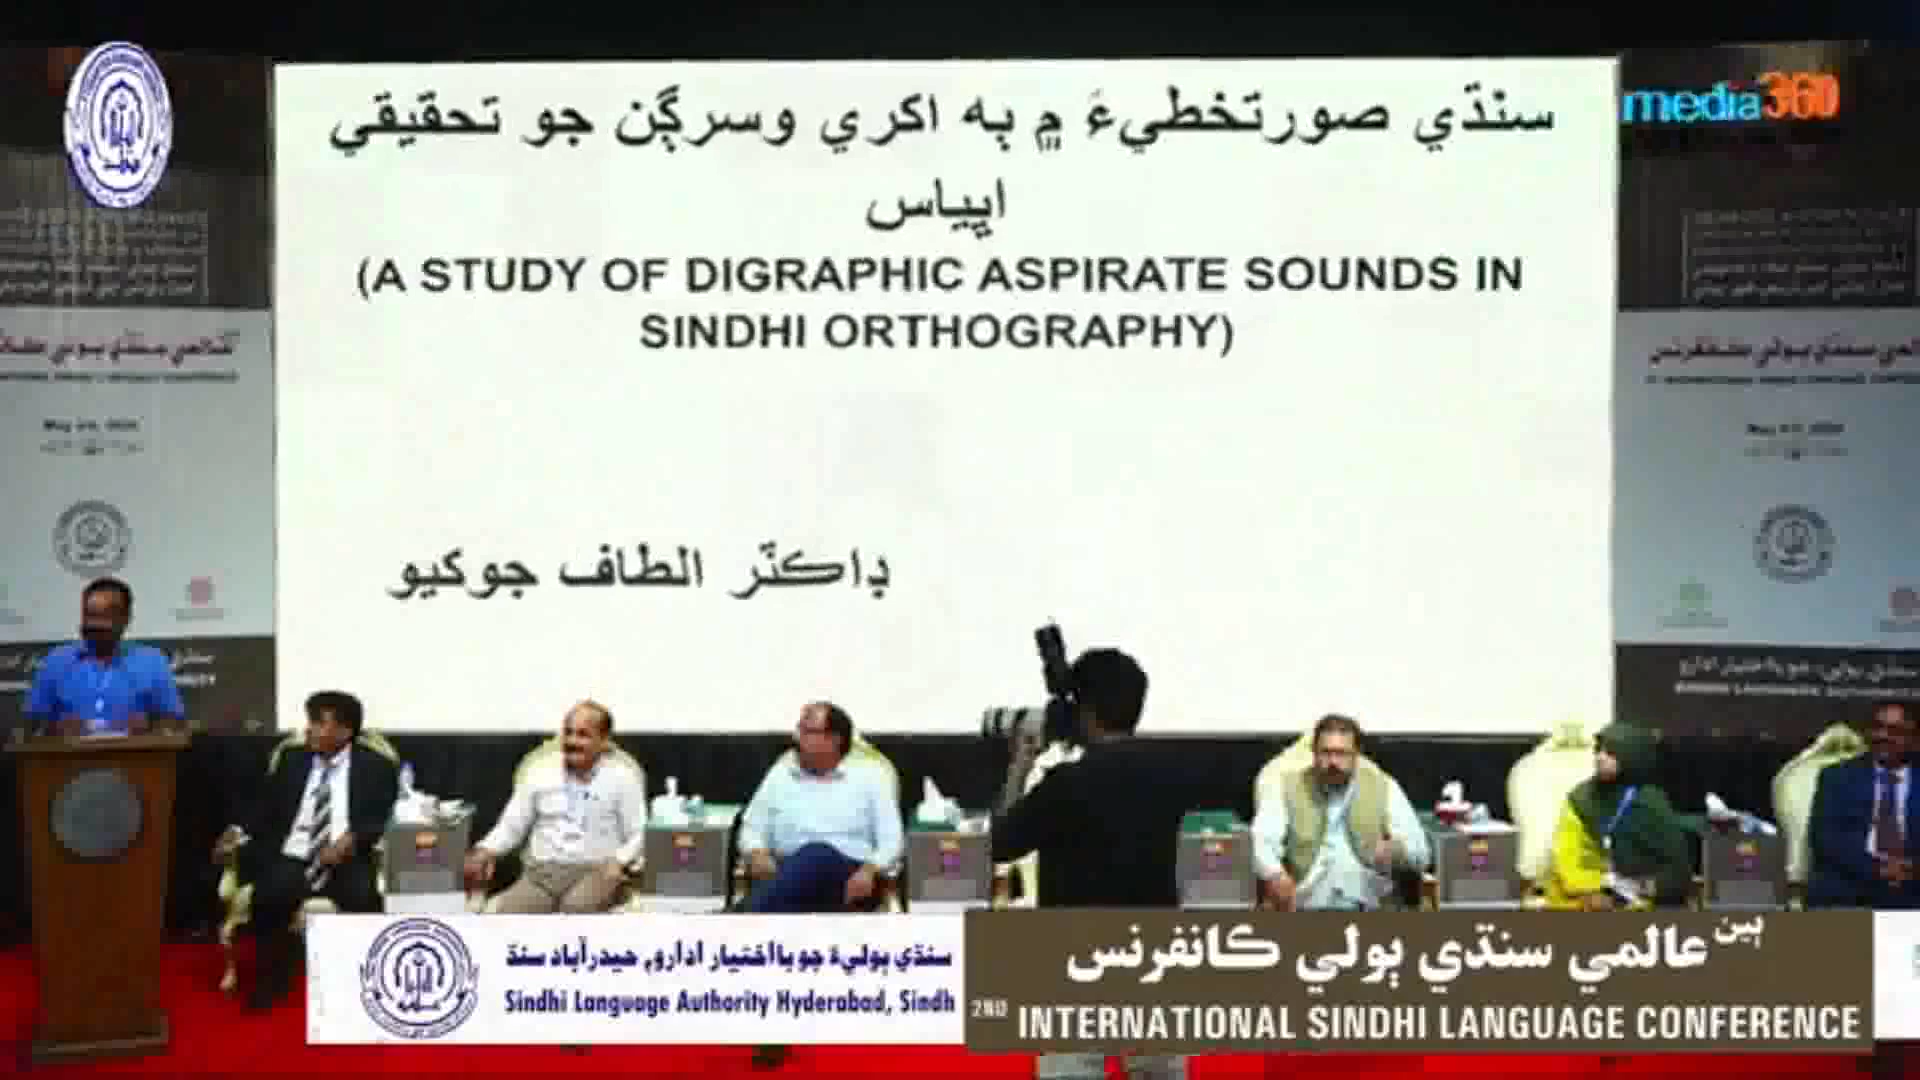 media360
سنڌي صورتخطيءَ ۾ ٻه اکري وسرڳن جو تحقيقي
اڀياس
(A STUDY OF DIGRAPHIC ASPIRATE SOUNDS IN
SINDHI ORTHOGRAPHY)
ڊاڪٽر الطاف جوکيو
سنڌي ٻوليءَ جو بااختيار ادارو، حيدرآباد سنڌ
Sindhi Language Authority Hyderabad, Sindh
ٻين عالمي سنڌي ٻولي ڪانفرنس
2ND INTERNATIONAL SINDHI LANGUAGE CONFERENCE